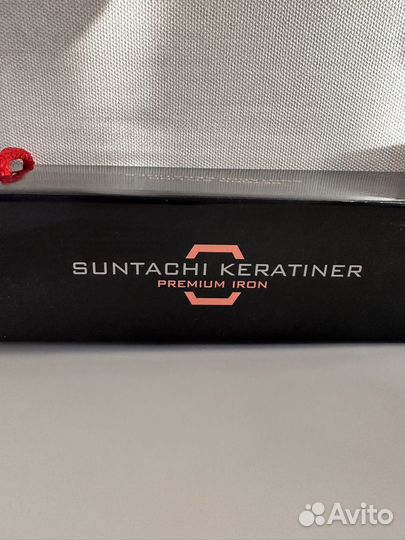 SUNTACHI KERATINER
PREMIUM IRON
Avito